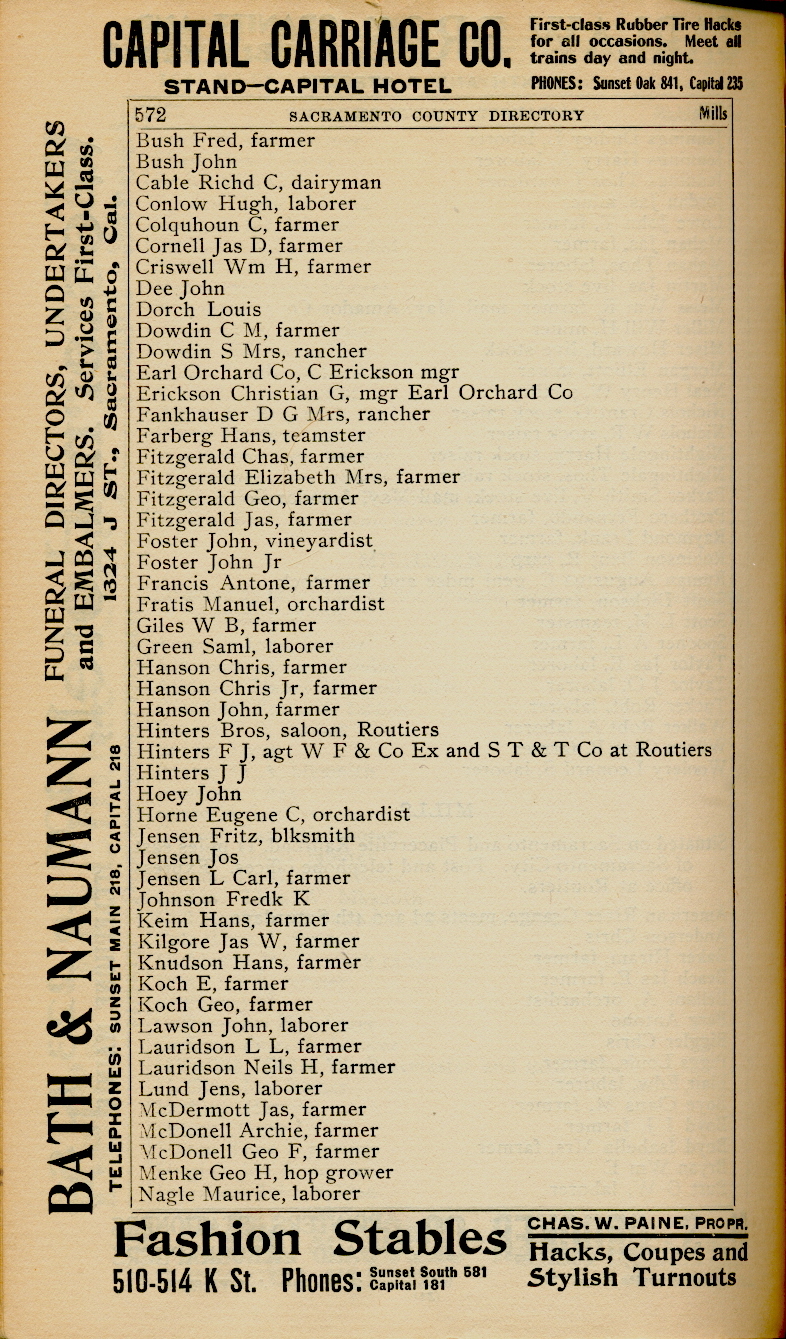 CAPITAL CARRIAGE CO.
STAND—CAPITAL HOTEL
First-class Rubber Tire Hacks
for all occasions. Meet all
trains day and night.
PHONES: Sunset Oak 841, Capital 235
572 SACRAMENTO COUNTY DIRECTORY Mills
Bush Fred, farmer
Bush John
Cable Richd C, dairyman
Conlow Hugh, laborer
Colquhoun C, farmer
Cornell Jas D, farmer
Criswell Wm H, farmer
Dee John
Dorch Louis
Dowdin C M, farmer
Dowdin S Mrs, rancher
Earl Orchard Co, C Erickson mgr
Erickson Christian G, mgr Earl Orchard Co
Fankhauser D G Mrs, rancher
Farberg Hans, teamster
Fitzgerald Chas, farmer
Fitzgerald Elizabeth Mrs, farmer
Fitzgerald Geo, farmer
Fitzgerald Jas, farmer
Foster John, vineyardist
Foster John Jr
Francis Antone, farmer
Fratis Manuel, orchardist
Giles W B, farmer
Green Saml, laborer
Hanson Chris, farmer
Hanson Chris Jr, farmer
Hanson John, farmer
Hinters Bros, saloon, Routiers
Hinters F J, agt W F & Co Ex and S T & T Co at Routiers
Hinters J J
Hoey John
Horne Eugene C, orchardist
Jensen Fritz, blksmith
Jensen Jos
Jensen L Carl, farmer
Johnson Fredk K
Keim Hans, farmer
Kilgore Jas W, farmer
Knudson Hans, farmer
Koch E, farmer
Koch Geo, farmer
Lawson John, laborer
Lauridson L L, farmer
Lauridson Neils H, farmer
Lund Jens, laborer
McDermott Jas, farmer
McDonell Archie, farmer
McDonell Geo F, farmer
Menke Geo H, hop grower
Nagle Maurice, laborer
BATH & NAUMANN
FUNERAL DIRECTORS, UNDERTAKERS
and EMBALMERS. Services First-Class.
1324 J ST., Sacramento, Cal.
TELEPHONES: SUNSET MAIN 218, CAPITAL 218
Fashion Stables
510-514 K St. Phones: Sunset South 581
Capital 181
CHAS. W. PAINE, PROPR.
Hacks, Coupes and
Stylish Turnouts